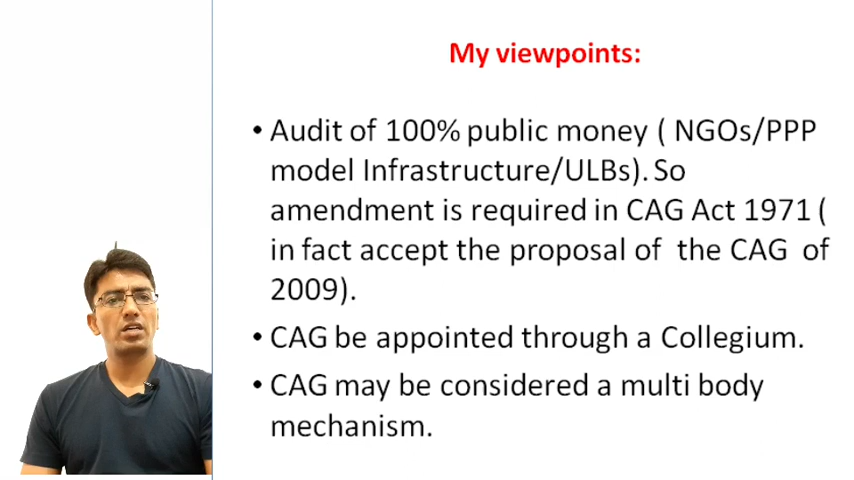 My viewpoints:
• Audit of 100% public money ( NGOs/PPP
model Infrastructure/ULBs). So
amendment is required in CAG Act 1971 (
in fact accept the proposal of the CAG of
2009).
• CAG be appointed through a Collegium.
• CAG may be considered a multi body
mechanism.